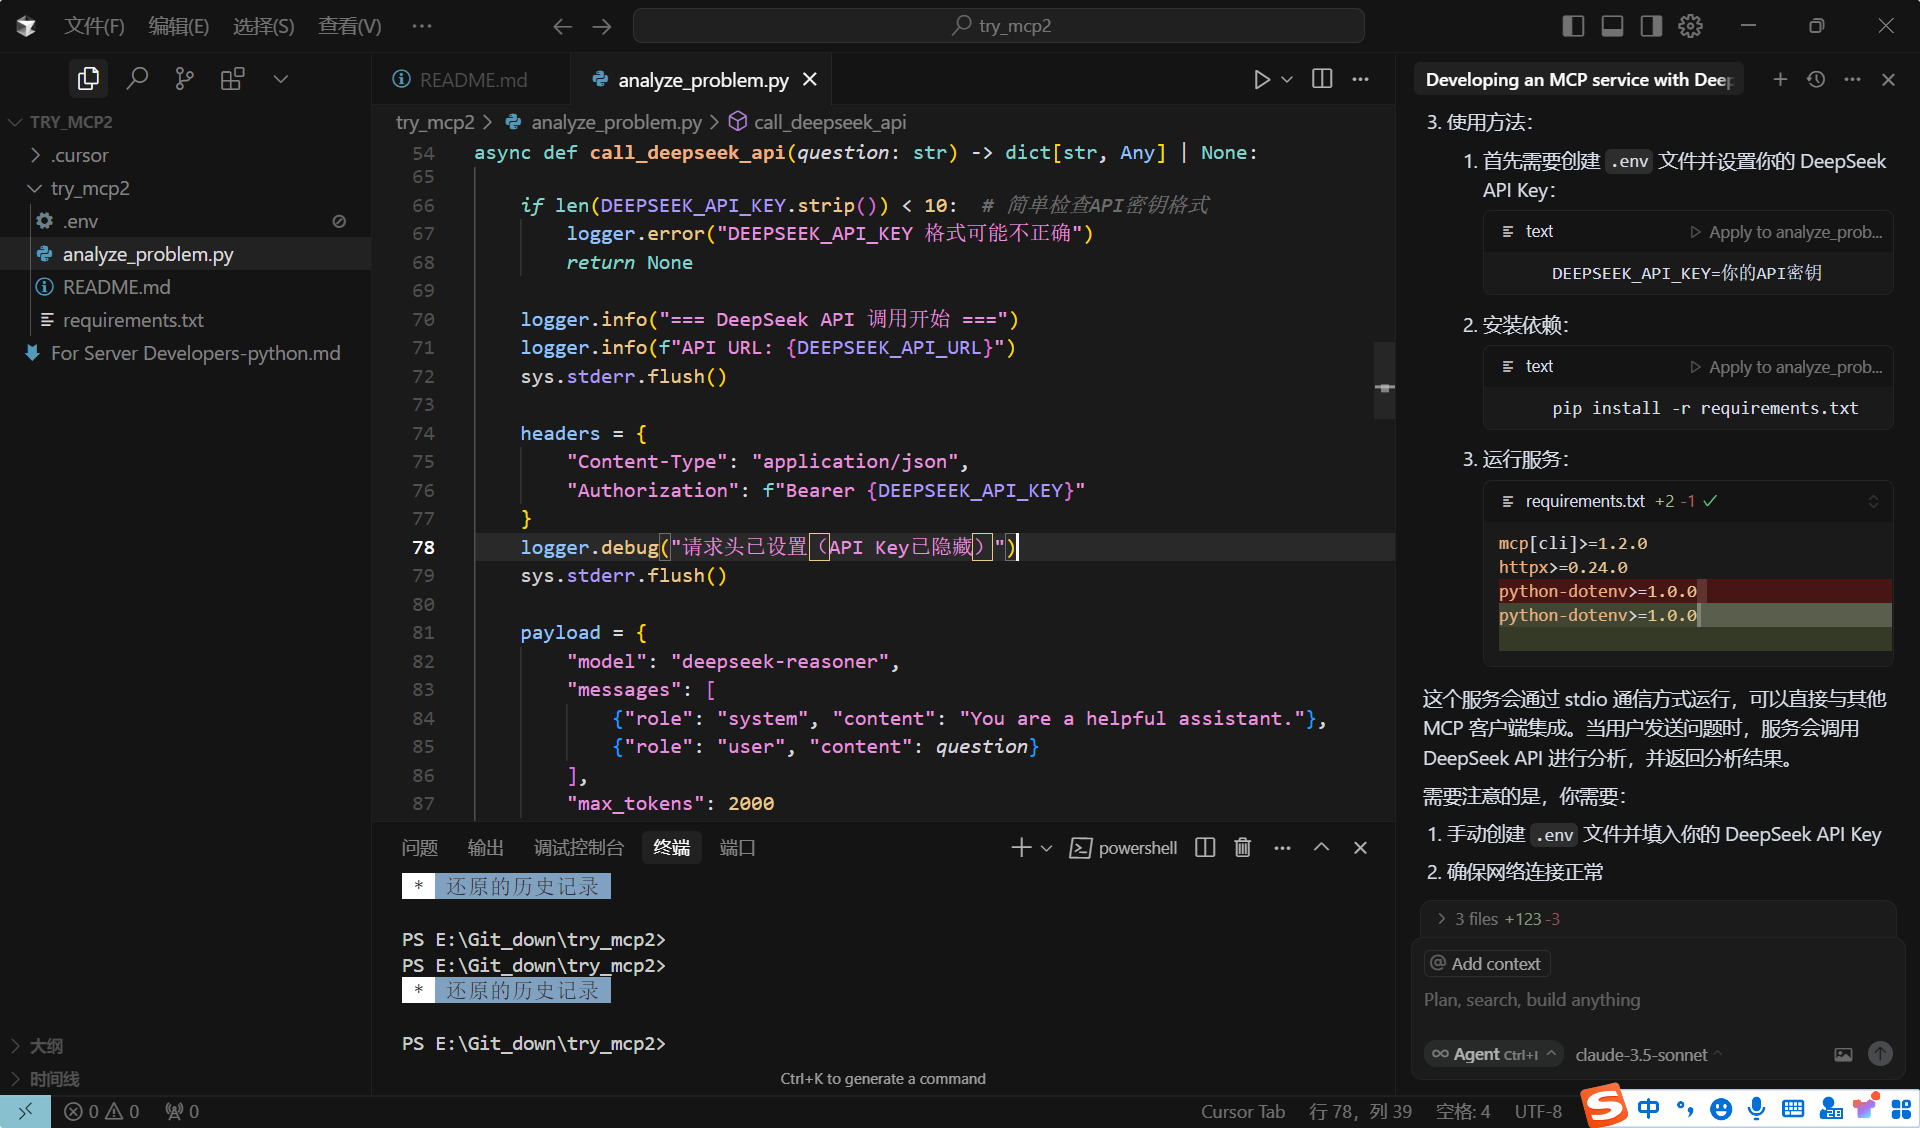 文件(F) 编辑(E) 选择(S) 查看(V) ··· try_mcp2
README.md analyze_problem.py
Developing an MCP service with Deep
TRY_MCP2
.cursor
try_mcp2
.env
analyze_problem.py
README.md
requirements.txt
For Server Developers-python.md
大纲
时间线
try_mcp2 > analyze_problem.py > call_deepseek_api
54 async def call_deepseek_api(question: str) -> dict[str, Any] | None:
65
66 if len(DEEPSEEK_API_KEY.strip()) < 10: # 简单检查API密钥格式
67 logger.error("DEEPSEEK_API_KEY 格式可能不正确")
68 return None
69
70 logger.info("=== DeepSeek API 调用开始 ===")
71 logger.info(f"API URL: {DEEPSEEK_API_URL}")
72 sys.stderr.flush()
73
74 headers = {
75 "Content-Type": "application/json",
76 "Authorization": f"Bearer {DEEPSEEK_API_KEY}"
77 }
78 logger.debug("请求头已设置（API Key已隐藏）")
79 sys.stderr.flush()
80
81 payload = {
82 "model": "deepseek-reasoner",
83 "messages": [
84 {"role": "system", "content": "You are a helpful assistant."},
85 {"role": "user", "content": question}
86 ],
87 "max_tokens": 2000
问题 输出 调试控制台 终端 端口 powershell
* 还原的历史记录
PS E:\Git_down\try_mcp2>
PS E:\Git_down\try_mcp2>
* 还原的历史记录
PS E:\Git_down\try_mcp2>
Ctrl+K to generate a command
3. 使用方法：
1. 首先需要创建 .env 文件并设置你的 DeepSeek
API Key：
text Apply to analyze_prob...
DEEPSEEK_API_KEY=你的API密钥
2. 安装依赖：
text Apply to analyze_prob...
pip install -r requirements.txt
3. 运行服务：
requirements.txt +2 -1
mcp[cli]>=1.2.0
httpx>=0.24.0
python-dotenv>=1.0.0
python-dotenv>=1.0.0
这个服务会通过 stdio 通信方式运行，可以直接与其他
MCP 客户端集成。当用户发送问题时，服务会调用
DeepSeek API 进行分析，并返回分析结果。
需要注意的是，你需要：
1. 手动创建 .env 文件并填入你的 DeepSeek API Key
2. 确保网络连接正常
3 files +123 -3
@ Add context
Plan, search, build anything
∞ Agent Ctrl+I claude-3.5-sonnet
0 0 0 Cursor Tab 行 78，列 39 空格: 4 UTF-8
中